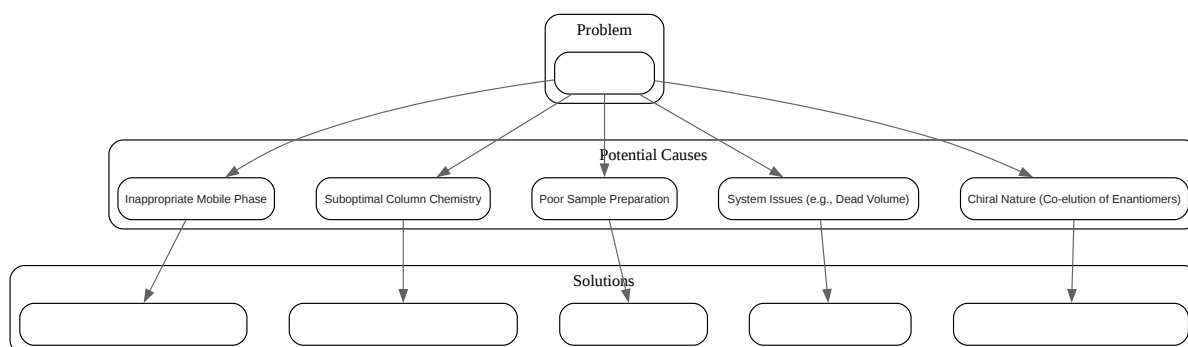 Problem
Potential Causes
Inappropriate Mobile Phase
Suboptimal Column Chemistry
Poor Sample Preparation
System Issues (e.g., Dead Volume)
Chiral Nature (Co-elution of Enantiomers)
Solutions